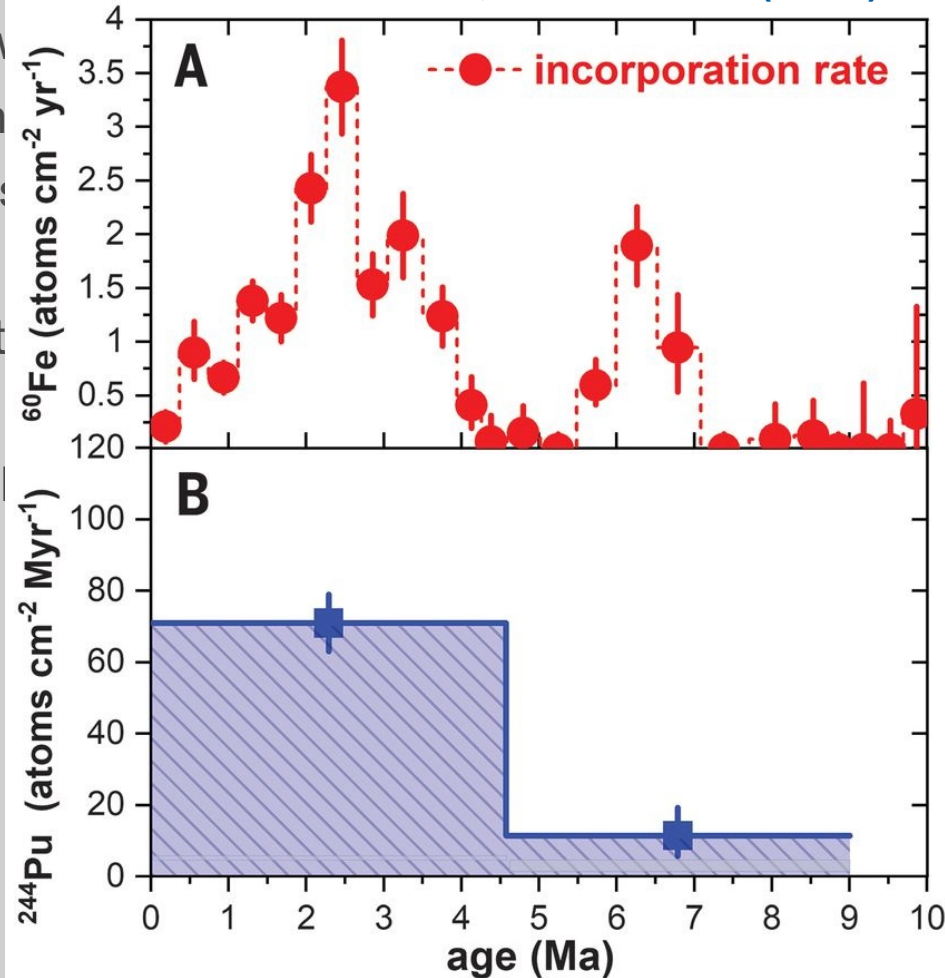 A
incorporation rate
⁶⁰Fe (atoms cm⁻² yr⁻¹)
4
3.5
3
2.5
2
1.5
1
0.5
120
B
²⁴⁴Pu (atoms cm⁻² Myr⁻¹)
100
80
60
40
20
0
0 1 2 3 4 5 6 7 8 9 10
age (Ma)